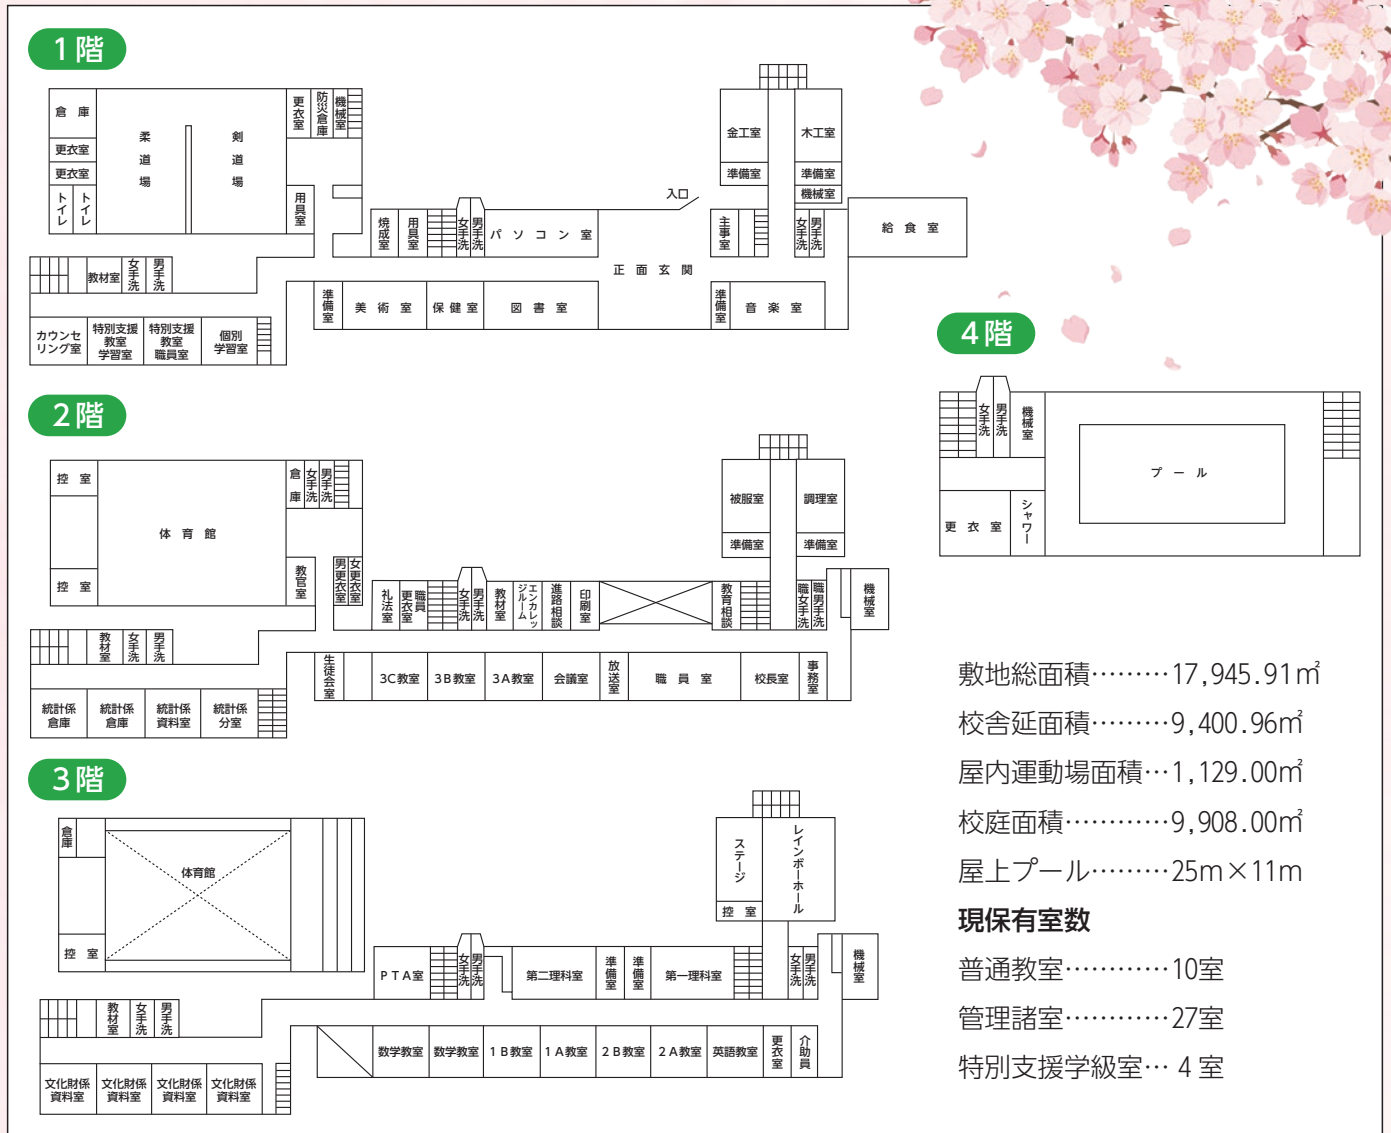 1階
倉庫
更衣室
更衣室
トイレ
トイレ
柔道場
剣道場
更衣室
防災倉庫
機械室
用具室
焼成室
用具室
女手洗
男手洗
パソコン室
入口
正面玄関
金工室
準備室
木工室
準備室
機械室
主事室
女手洗
男手洗
給食室
教材室
女手洗
男手洗
カウンセリング室
特別支援教室学習室
特別支援教室職員室
個別学習室
準備室
美術室
保健室
図書室
準備室
音楽室
2階
控室
控室
体育館
倉庫
女手洗
男手洗
教官室
男更衣室
女更衣室
礼法室
職員更衣室
女手洗
男手洗
教材室
エンカレッジルーム
進路相談
印刷室
教育相談
被服室
準備室
調理室
準備室
職女手洗
職男手洗
機械室
教材室
女手洗
男手洗
統計係倉庫
統計係倉庫
統計係資料室
統計係分室
生徒会室
3C教室
3B教室
3A教室
会議室
放送室
職員室
校長室
事務室
3階
倉庫
控室
体育館
PTA室
女手洗
男手洗
第二理科室
準備室
準備室
第一理科室
ステージ
控室
レインボーホール
女手洗
男手洗
機械室
教材室
女手洗
男手洗
文化財係資料室
文化財係資料室
文化財係資料室
文化財係資料室
数学教室
数学教室
1B教室
1A教室
2B教室
2A教室
英語教室
更衣室
介助員
4階
女手洗
男手洗
機械室
更衣室
シャワー
プール
敷地総面積………17,945.91㎡
校舎延面積………9,400.96㎡
屋内運動場面積…1,129.00㎡
校庭面積…………9,908.00㎡
屋上プール………25m×11m
現保有室数
普通教室…………10室
管理諸室…………27室
特別支援学級室…4室